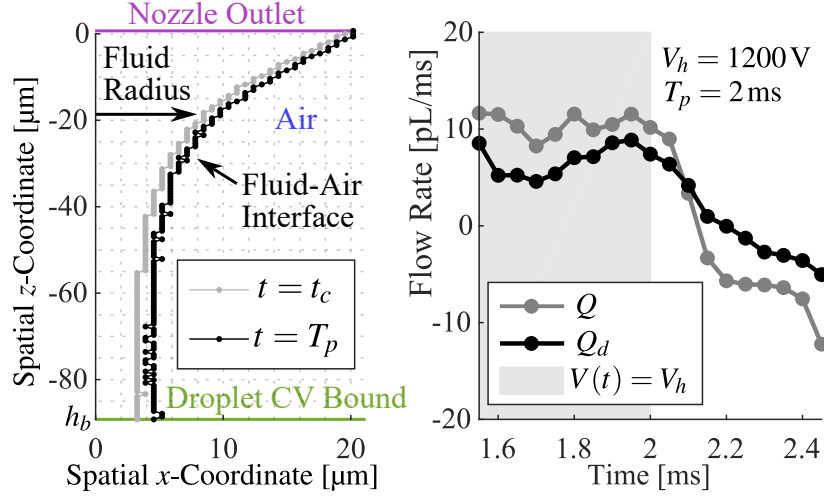 Nozzle Outlet
0
-20
-40
-60
-80
h_b
Spatial z-Coordinate [µm]
Fluid
Radius
Air
Fluid-Air
Interface
t = t_c
t = T_p
Droplet CV Bound
0
10
20
Spatial x-Coordinate [µm]
20
10
0
-10
-20
Flow Rate [pL/ms]
V_h = 1200 V
T_p = 2 ms
Q
Q_d
V(t) = V_h
1.6
1.8
2
2.2
2.4
Time [ms]